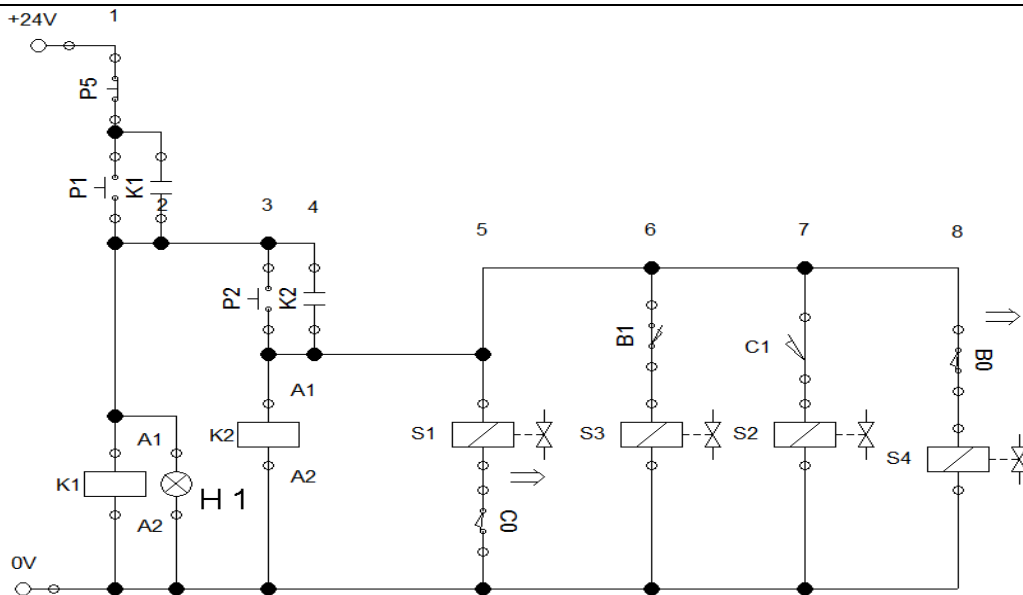 +24V 1
P5
P1 K1
2 3 4 5 6 7 8
P2 K2 B1 C1 B0
A1 A1
K2 S1 S3 S2 S4
K1 H 1 A2 C0
A2
0V